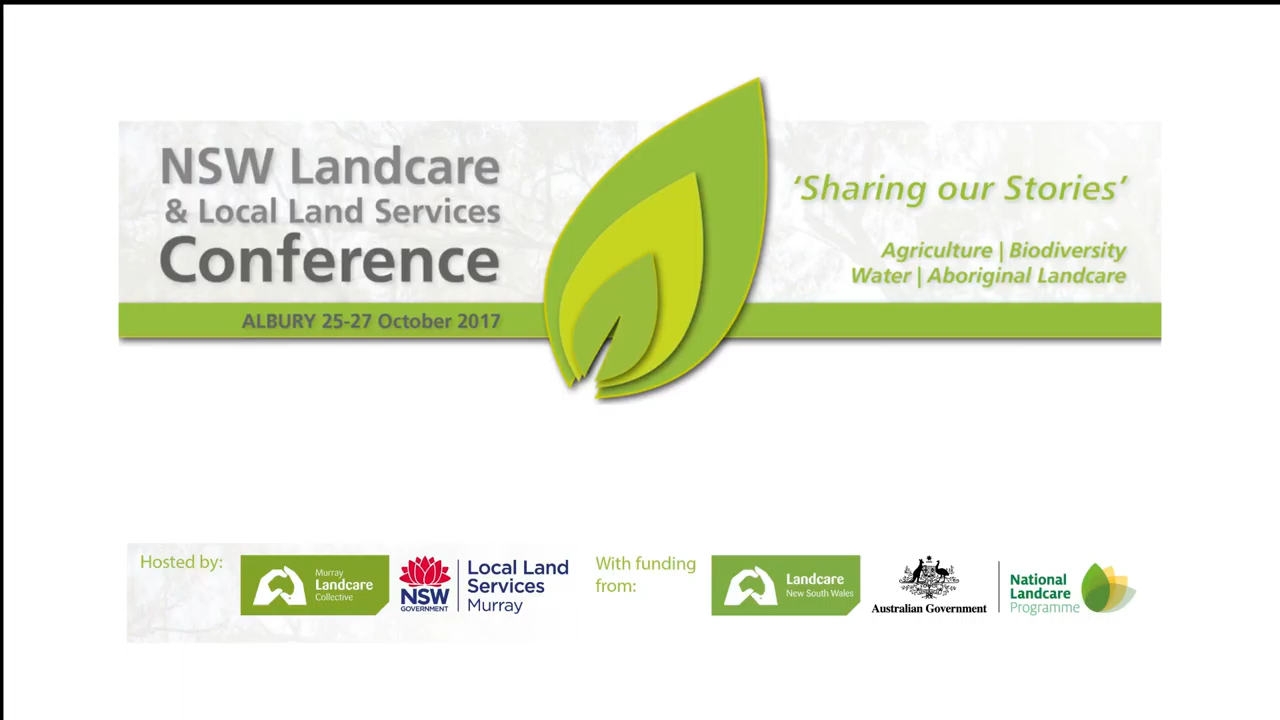 NSW Landcare
& Local Land Services
Conference
ALBURY 25-27 October 2017
'Sharing our Stories'
Agriculture | Biodiversity
Water | Aboriginal Landcare
Hosted by:
Murray
Landcare
Collective
NSW
GOVERNMENT
Local Land
Services
Murray
With funding
from:
Landcare
New South Wales
Australian Government
National
Landcare
Programme